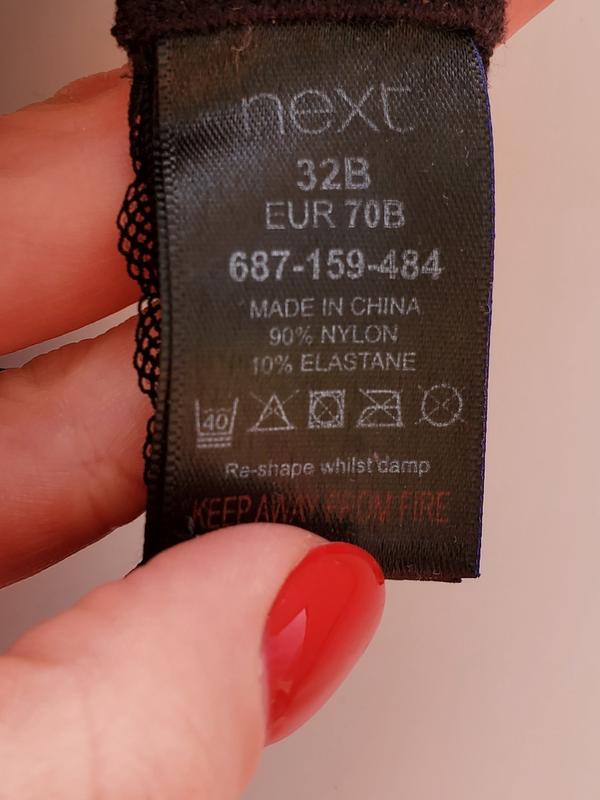 next
32B
EUR 70B
687-159-484
MADE IN CHINA
90% NYLON
10% ELASTANE
40
Re-shape whilst damp
KEEP AWAY FROM FIRE